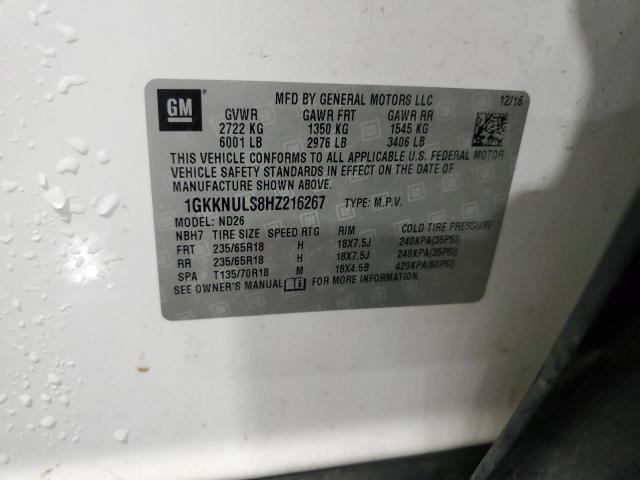 GM ®
MFD BY GENERAL MOTORS LLC 12/16
GVWR GAWR FRT GAWR RR
2722 KG 1350 KG 1545 KG
6001 LB 2976 LB 3406 LB
THIS VEHICLE CONFORMS TO ALL APPLICABLE U.S. FEDERAL MOTOR
VEHICLE SAFETY STANDARDS IN EFFECT ON THE DATE OF
MANUFACTURE SHOWN ABOVE.
1GKKNULS8HZ216267 TYPE: M.P.V.
MODEL: ND26
NBH7 TIRE SIZE SPEED RTG RIM COLD TIRE PRESSURE
FRT 235/65R18 H 18X7.5J 240KPA(35PSI)
RR 235/65R18 H 18X7.5J 240KPA(35PSI)
SPA T135/70R18 M 18X4.5B 420KPA(60PSI)
SEE OWNER'S MANUAL FOR MORE INFORMATION.